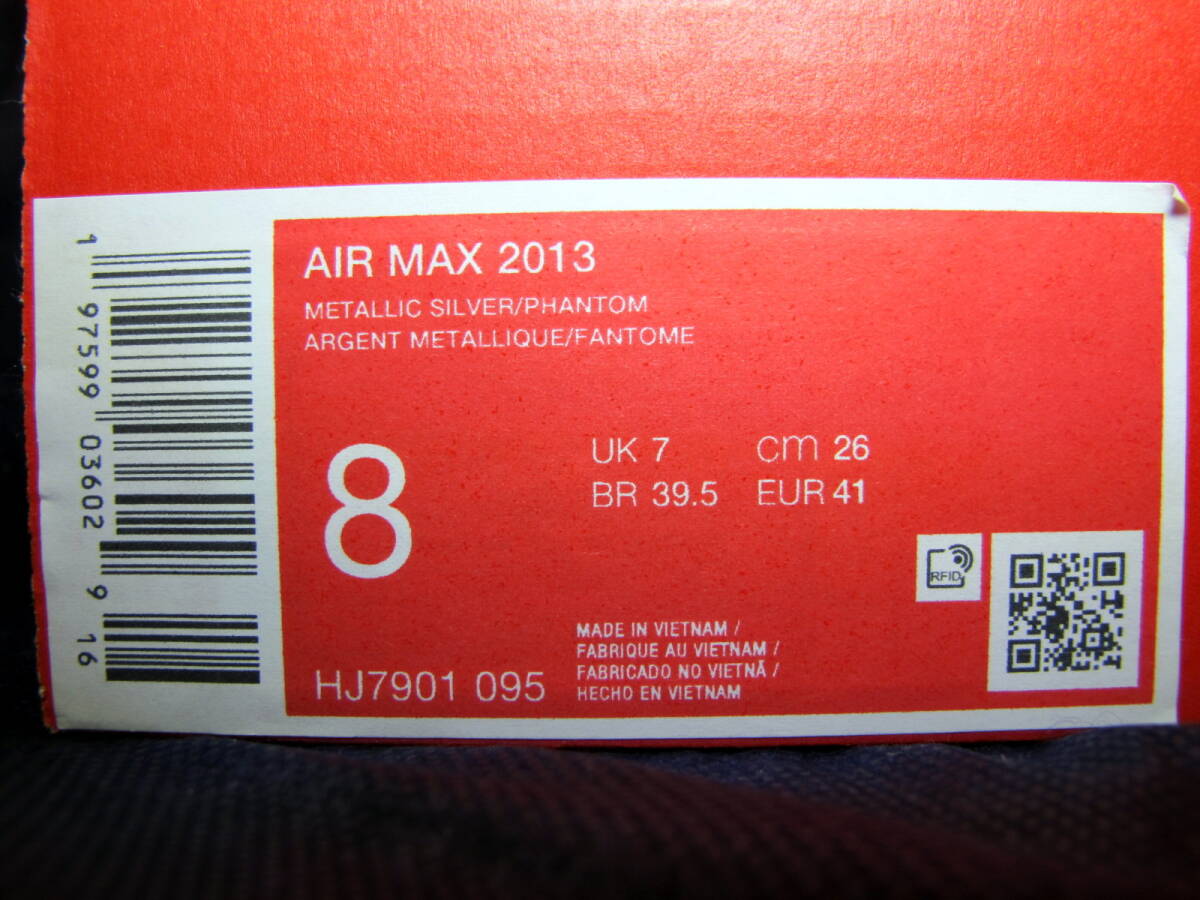 AIR MAX 2013
METALLIC SILVER/PHANTOM
ARGENT METALLIQUE/FANTOME
8
UK 7 cm 26
BR 39.5 EUR 41
RFID
HJ7901 095
MADE IN VIETNAM /
FABRIQUE AU VIETNAM /
FABRICADO NO VIETNÃ /
HECHO EN VIETNAM
1 97599 03602 9 16